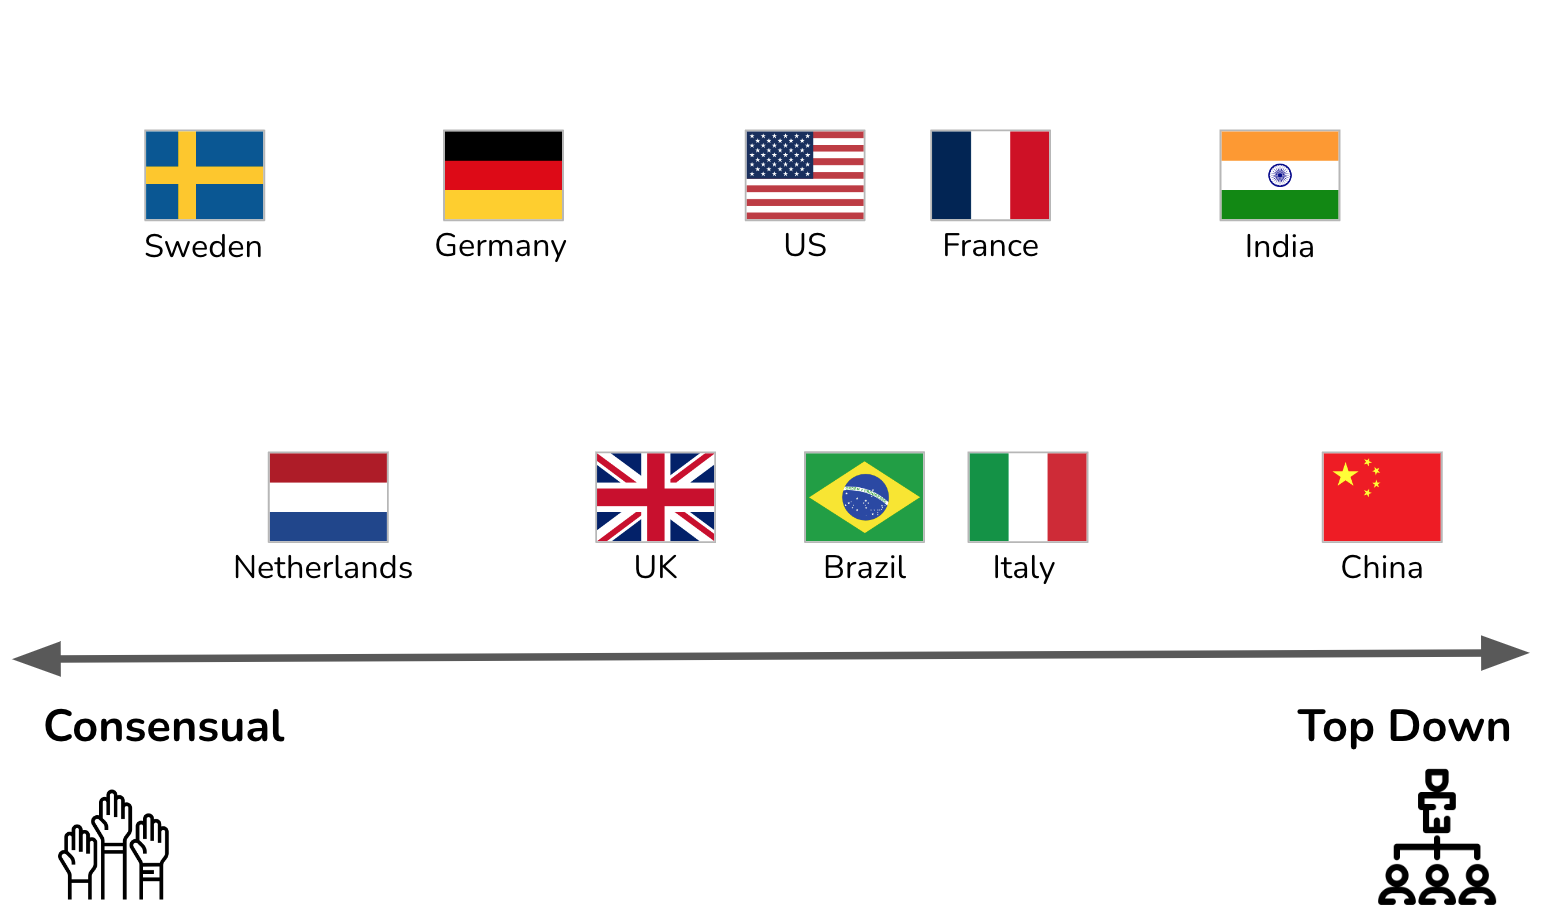 Sweden
Germany
US
France
India
Netherlands
UK
Brazil
Italy
China
Consensual
Top Down